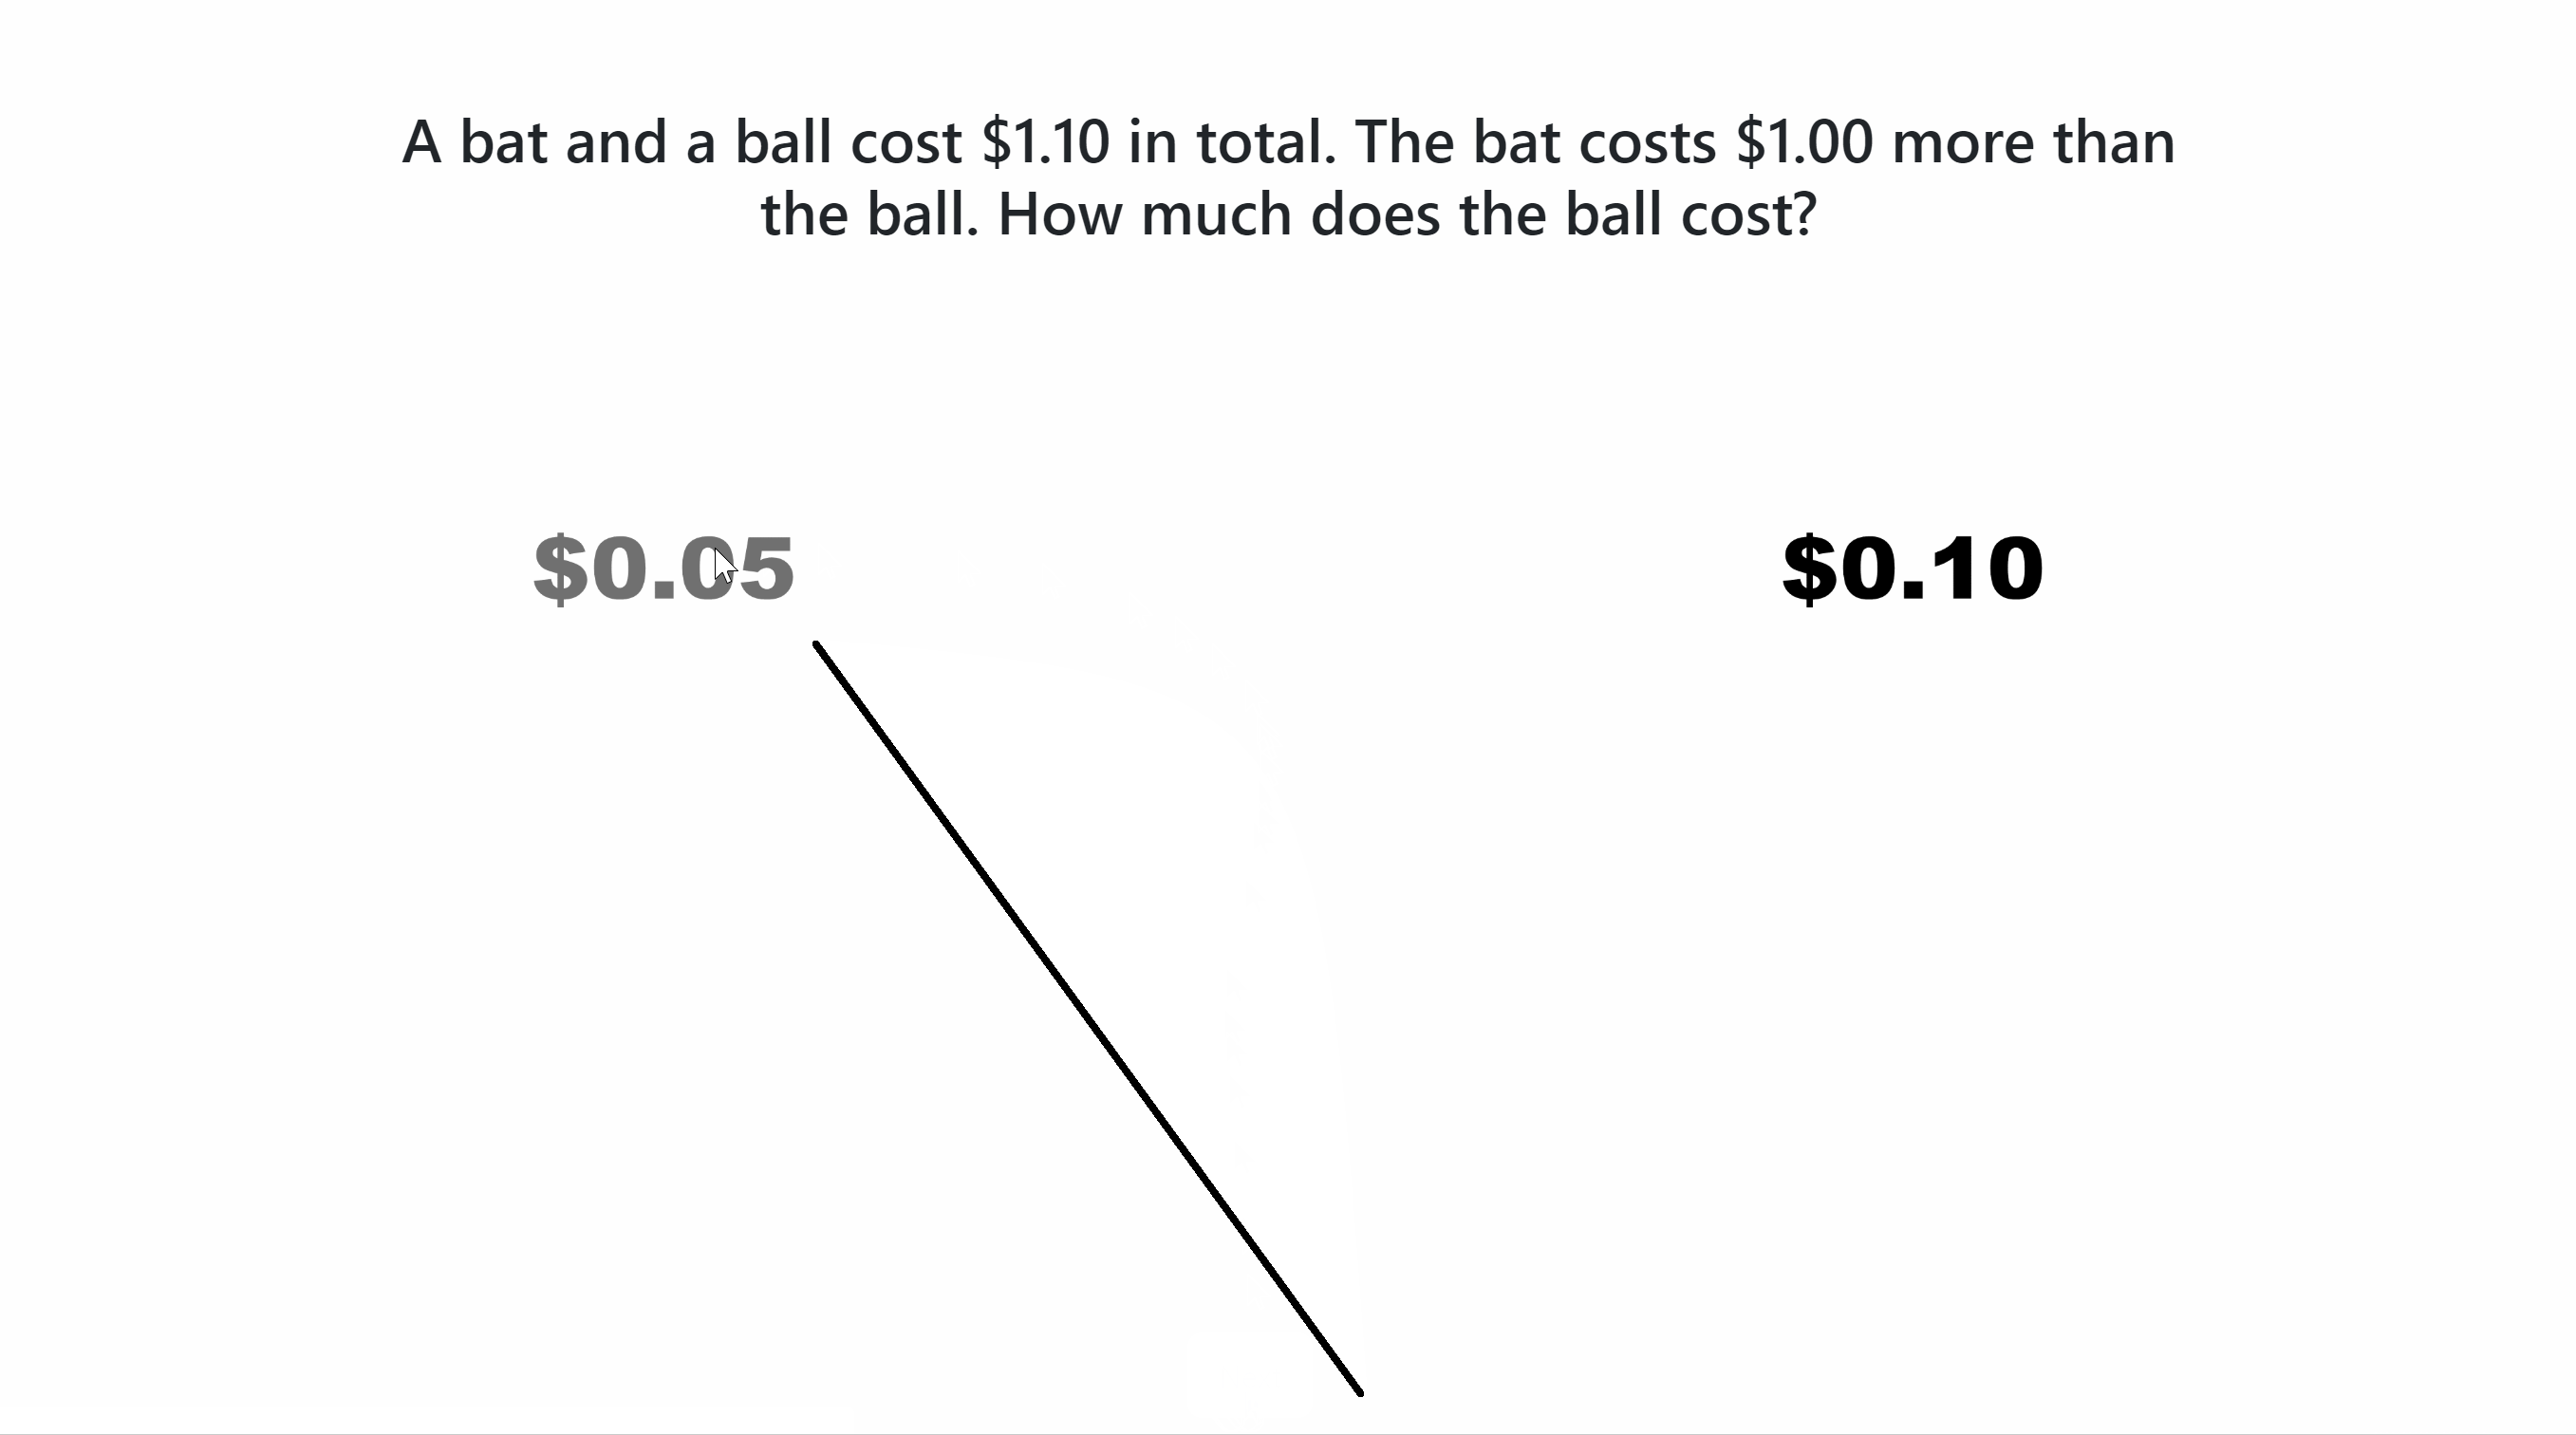 A bat and a ball cost $1.10 in total. The bat costs $1.00 more than
the ball. How much does the ball cost?
$0.05
$0.10